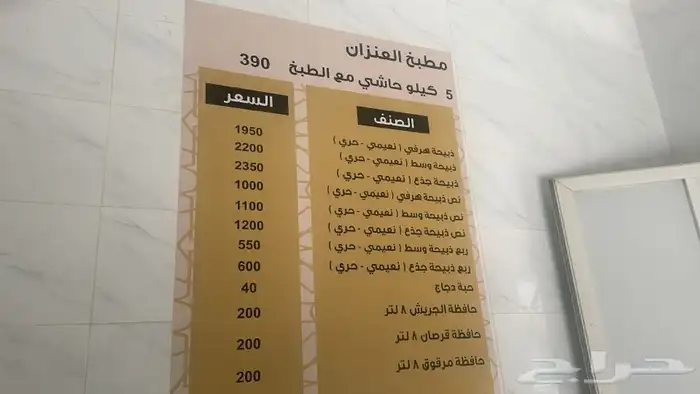 مطبخ العنزان
5 كيلو حاشي مع الطبخ 390
الصنف السعر
ذبيحة هرفي ( نعيمي - حري ) 1950
ذبيحة وسط ( نعيمي - حري ) 2200
ذبيحة جذع ( نعيمي - حري ) 2350
نص ذبيحة هرفي ( نعيمي - حري ) 1000
نص ذبيحة وسط ( نعيمي - حري ) 1100
نص ذبيحة جذع ( نعيمي - حري ) 1200
ربع ذبيحة وسط ( نعيمي - حري ) 550
ربع ذبيحة جذع ( نعيمي - حري ) 600
حبة دجاج 40
حافظة الجريش ٨ لتر 200
حافظة قرصان ٨ لتر 200
حافظة مرقوق ٨ لتر 200
حراج